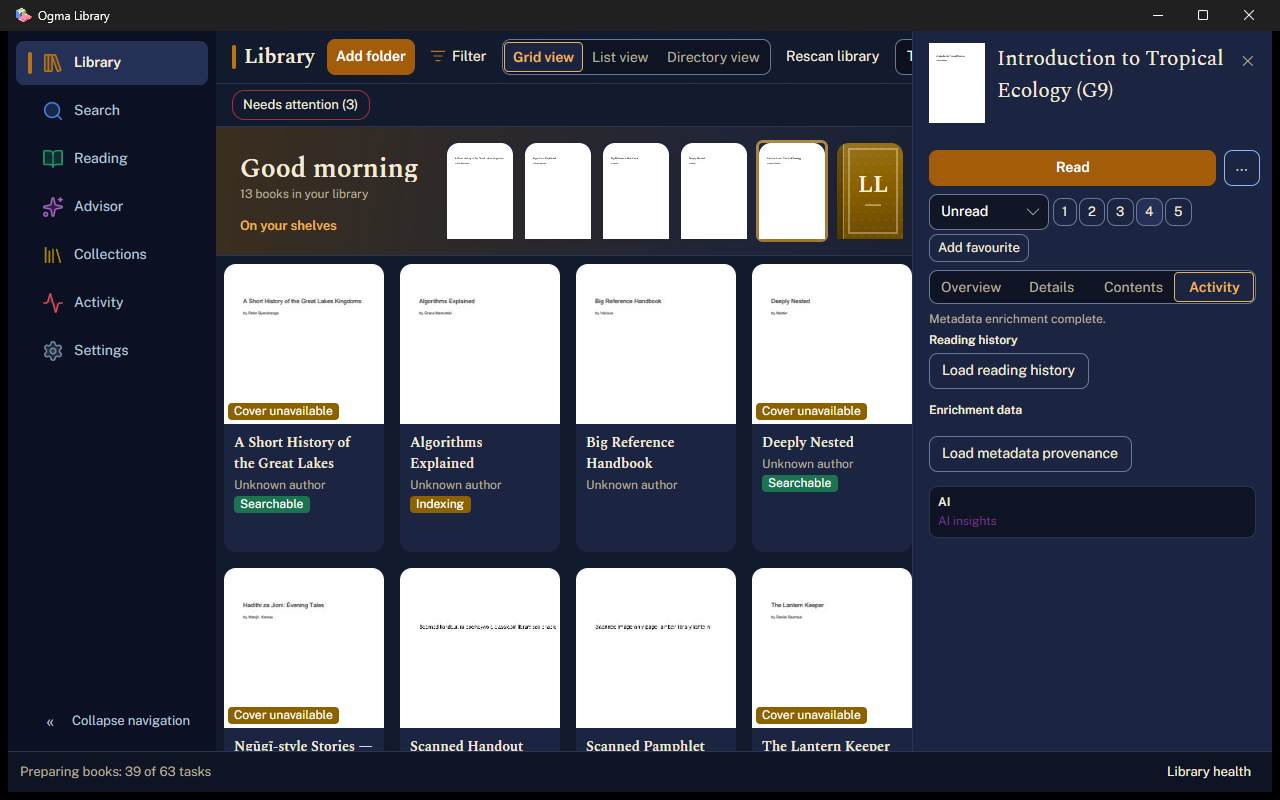 Ogma Library
Library
Search
Reading
Advisor
Collections
Activity
Settings
« Collapse navigation
Library
Add folder
Filter
Grid view
List view
Directory view
Rescan library
Needs attention (3)
Good morning
13 books in your library
On your shelves
LL
A Short History of the Great Lakes Kingdoms
Cover unavailable
A Short History of
the Great Lakes
Unknown author
Searchable
Algorithms Explained
Algorithms
Explained
Unknown author
Indexing
Big Reference Handbook
by Various
Big Reference
Handbook
Unknown author
Deeply Nested
by Nester
Cover unavailable
Deeply Nested
Unknown author
Searchable
Hadithi za Jioni: Evening Tales
Cover unavailable
Ngũgĩ-style Stories —
Scanned Handout
Scanned Pamphlet
The Lantern Keeper
Cover unavailable
The Lantern Keeper
Introduction to Tropical
Ecology (G9)
Read
...
Unread
1 2 3 4 5
Add favourite
Overview
Details
Contents
Activity
Metadata enrichment complete.
Reading history
Load reading history
Enrichment data
Load metadata provenance
AI
AI insights
Preparing books: 39 of 63 tasks
Library health